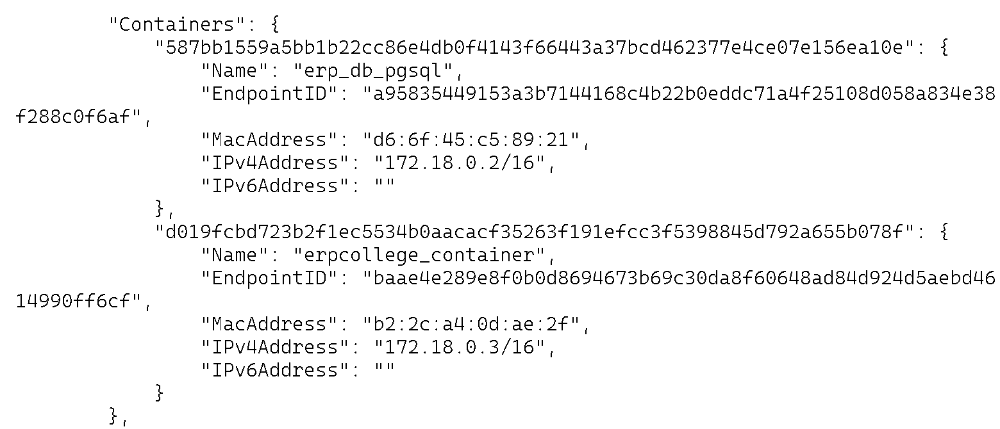 "Containers": {
"587bb1559a5bb1b22cc86e4db0f4143f66443a37bcd462377e4ce07e156ea10e": {
"Name": "erp_db_pgsql",
"EndpointID": "a95835449153a3b7144168c4b22b0eddc71a4f25108d058a834e38
f288c0f6af",
"MacAddress": "d6:6f:45:c5:89:21",
"IPv4Address": "172.18.0.2/16",
"IPv6Address": ""
},
"d019fcbd723b2f1ec5534b0aacacf35263f191efcc3f5398845d792a655b078f": {
"Name": "erpcollege_container",
"EndpointID": "baae4e289e8f0b0d8694673b69c30da8f60648ad84d924d5aebd46
14990ff6cf",
"MacAddress": "b2:2c:a4:0d:ae:2f",
"IPv4Address": "172.18.0.3/16",
"IPv6Address": ""
}
},